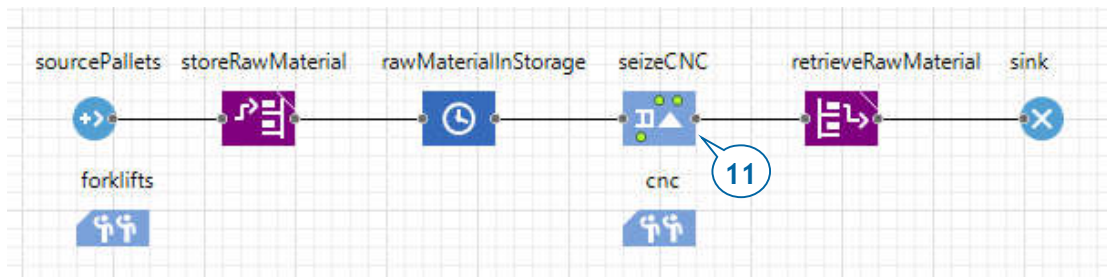 sourcePallets storeRawMaterial rawMaterialInStorage seizeCNC retrieveRawMaterial sink
11
forklifts cnc